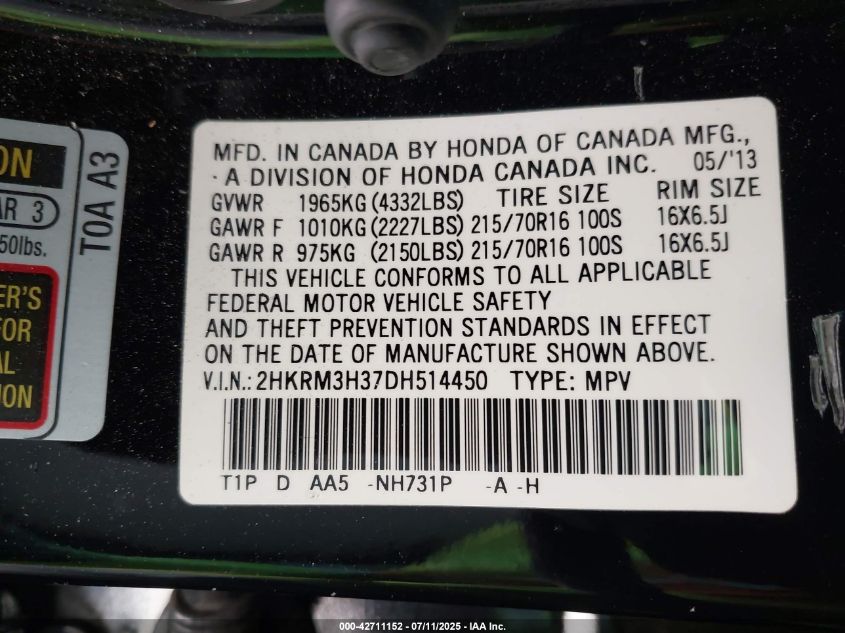 ON
AR 3
50lbs.
ER'S
FOR
AL
ION
T0A A3
MFD. IN CANADA BY HONDA OF CANADA MFG.,
A DIVISION OF HONDA CANADA INC. 05/'13
GVWR 1965KG (4332LBS) TIRE SIZE RIM SIZE
GAWR F 1010KG (2227LBS) 215/70R16 100S 16X6.5J
GAWR R 975KG (2150LBS) 215/70R16 100S 16X6.5J
THIS VEHICLE CONFORMS TO ALL APPLICABLE
FEDERAL MOTOR VEHICLE SAFETY
AND THEFT PREVENTION STANDARDS IN EFFECT
ON THE DATE OF MANUFACTURE SHOWN ABOVE.
V.I.N.: 2HKRM3H37DH514450 TYPE: MPV
T1P D AA5 -NH731P -A -H
000-42711152 - 07/11/2025 - IAA Inc.